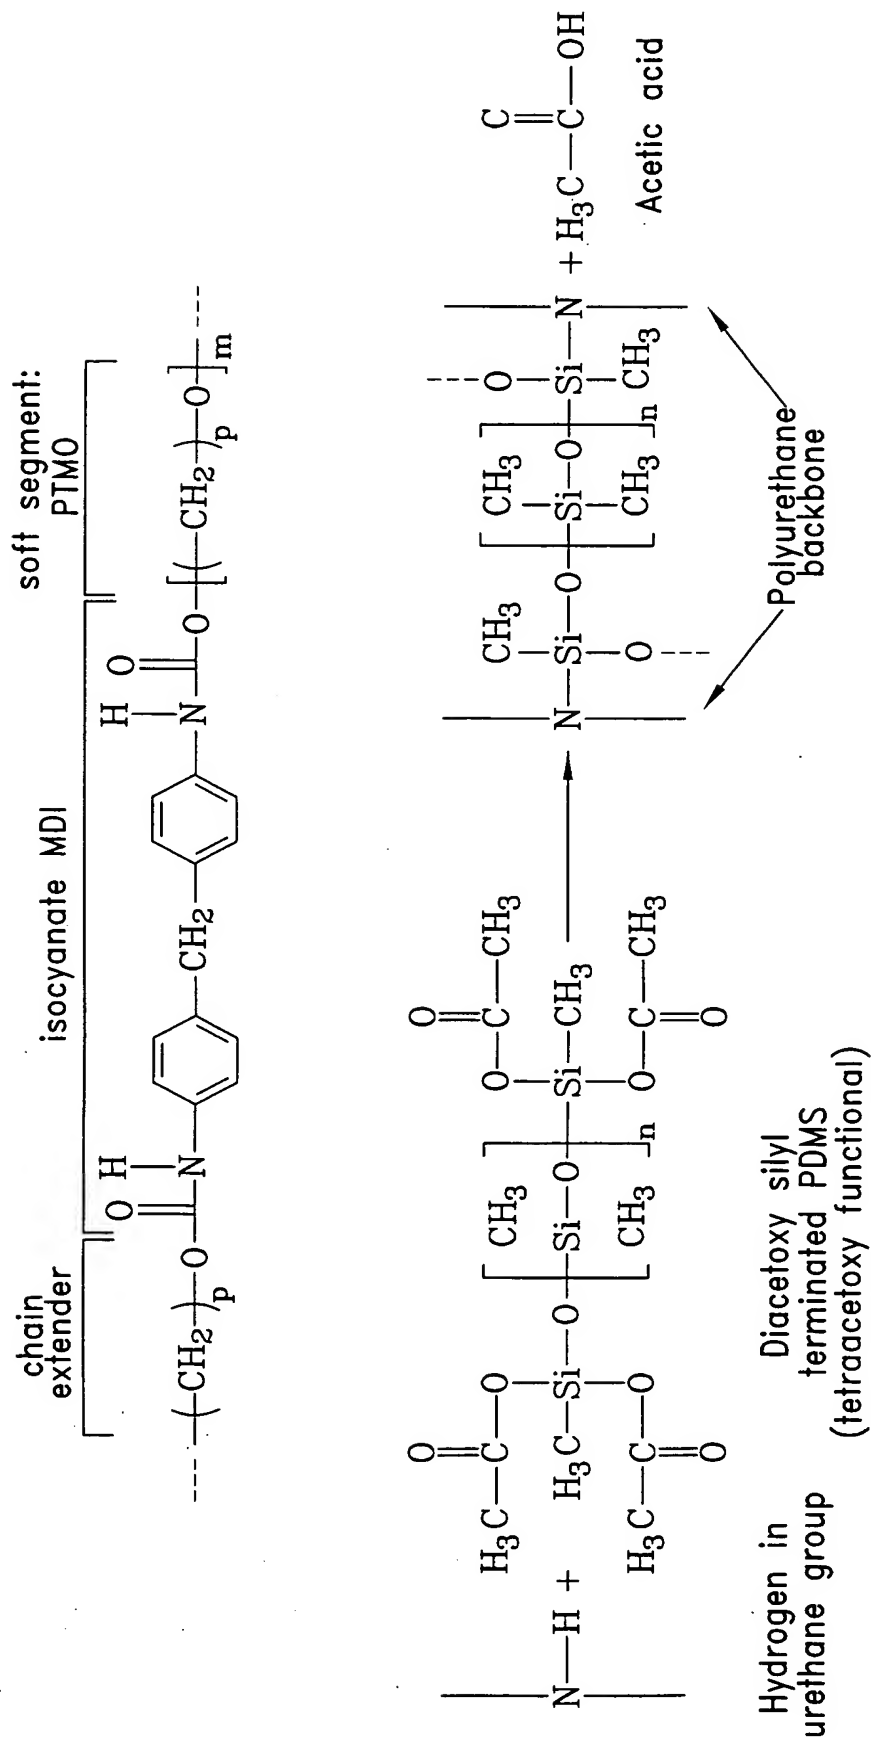 chain
extender
isocyanate MDI
soft segment:
PTMO
O H H O
( CH2 ) p O N CH2 N O [ ( CH2 ) p O ] m
O O CH3 CH3 O C
H3C C O CH3 O C CH3 CH3 CH3 O
N H + H3C Si O [ Si O ] n Si CH3 N Si O [ Si O ] n Si N + H3C C OH
H3C C O CH3 O C CH3 O CH3 CH3
O O
Hydrogen in
urethane group
Diacetoxy silyl
terminated PDMS
(tetraacetoxy functional)
Polyurethane
backbone
Acetic acid